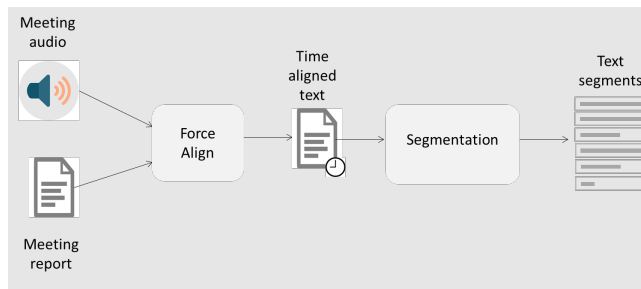 Meeting
audio
Meeting
report
Force
Align
Time
aligned
text
Segmentation
Text
segments